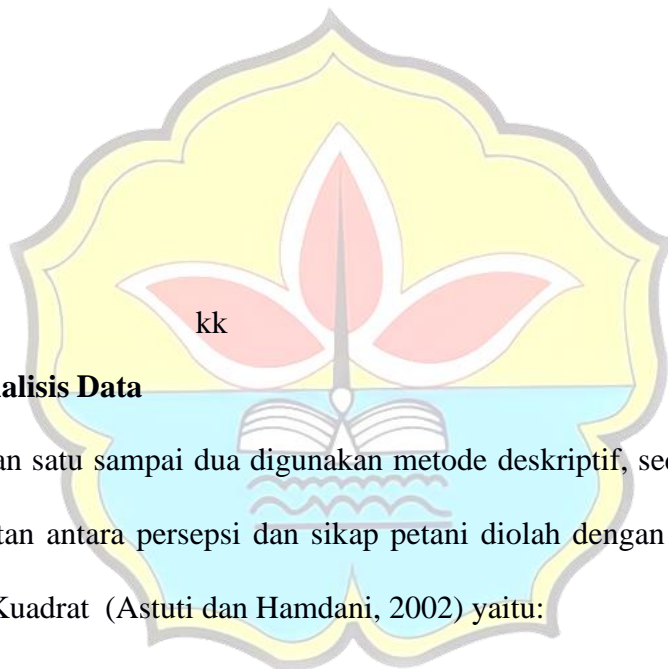 kk
alisis Data
an satu sampai dua digunakan metode deskriptif, se
tan antara persepsi dan sikap petani diolah dengan
Kuadrat (Astuti dan Hamdani, 2002) yaitu: